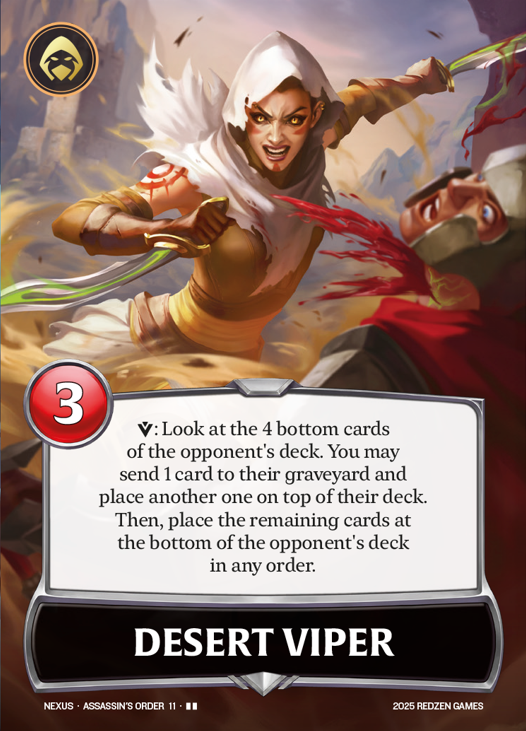 3
: Look at the 4 bottom cards
of the opponent's deck. You may
send 1 card to their graveyard and
place another one on top of their deck.
Then, place the remaining cards at
the bottom of the opponent's deck
in any order.
DESERT VIPER
NEXUS · ASSASSIN'S ORDER 11 ·
2025 REDZEN GAMES